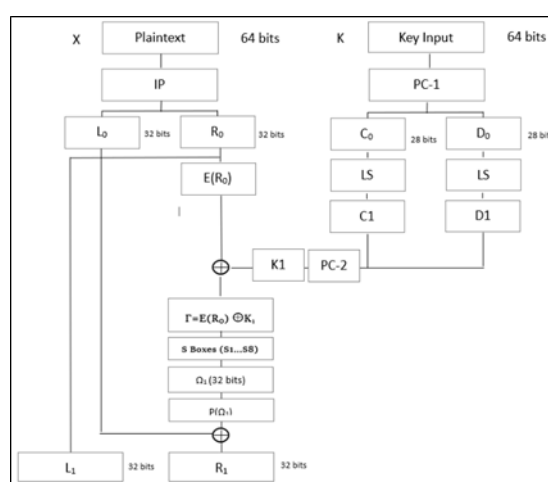 X Plaintext 64 bits K Key Input 64 bits
IP PC-1
L₀ 32 bits R₀ 32 bits C₀ 28 bits D₀ 28 bits
E(R₀) LS LS
C1 D1
K1 PC-2
Γ=E(R₀) ⊕K₁
S Boxes (S1...S8)
Ω₁(32 bits)
P(Ω₁)
L₁ 32 bits R₁ 32 bits